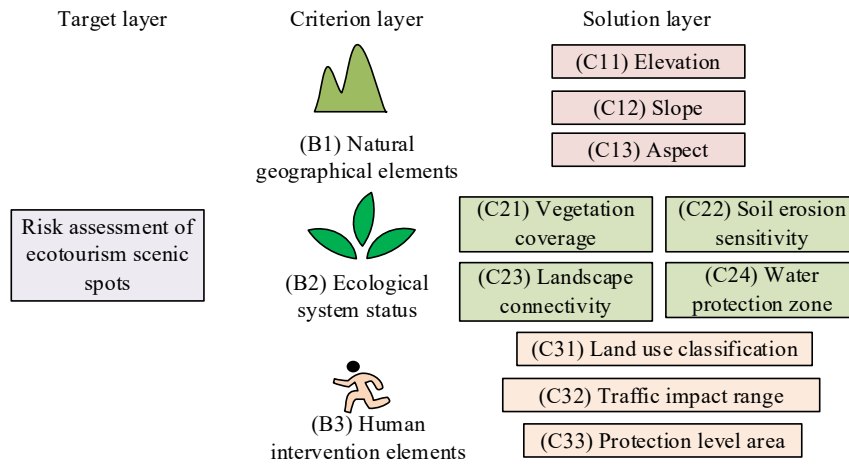 Target layer
Criterion layer
Solution layer
(C11) Elevation
(C12) Slope
(B1) Natural
geographical elements
(C13) Aspect
Risk assessment of
ecotourism scenic
spots
(B2) Ecological
system status
(C21) Vegetation
coverage
(C22) Soil erosion
sensitivity
(C23) Landscape
connectivity
(C24) Water
protection zone
(B3) Human
intervention elements
(C31) Land use classification
(C32) Traffic impact range
(C33) Protection level area